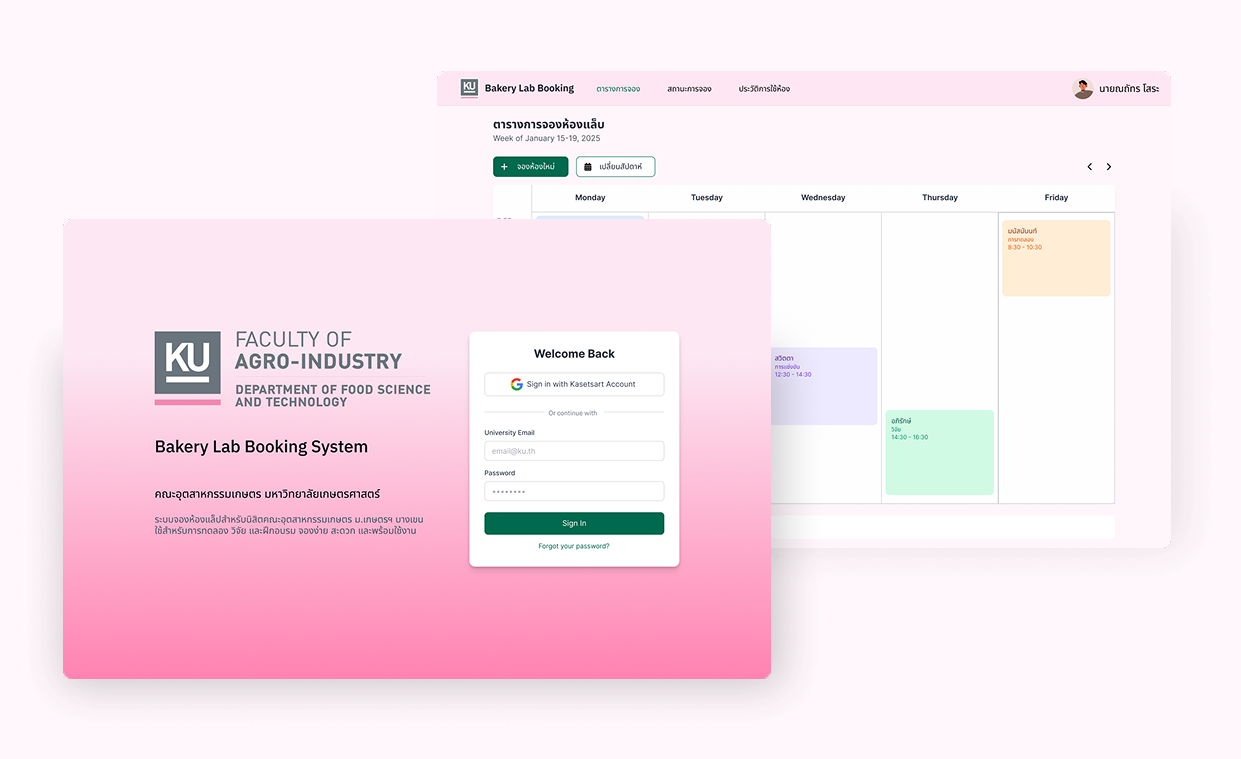 KU
Bakery Lab Booking
ตารางการจอง
สถานะการจอง
ประวัติการใช้ห้อง
นายณภัทร โสระ
ตารางการจองห้องแล็บ
Week of January 15-19, 2025
+ จองห้องใหม่
เปลี่ยนสัปดาห์
Monday
Tuesday
Wednesday
Thursday
Friday
มนัสนันท์
การทดลอง
8:30 - 10:30
สวิตตา
การแข่งขัน
12:30 - 14:30
อภิรักษ์
วิจัย
14:30 - 16:30
KU
FACULTY OF
AGRO-INDUSTRY
DEPARTMENT OF FOOD SCIENCE
AND TECHNOLOGY
Bakery Lab Booking System
คณะอุตสาหกรรมเกษตร มหาวิทยาลัยเกษตรศาสตร์
ระบบจองห้องแล็ปสำหรับนิสิตคณะอุตสาหกรรมเกษตร ม.เกษตรฯ บางเขน
ใช้สำหรับการทดลอง วิจัย และฝึกอบรม จองง่าย สะดวก และพร้อมใช้งาน
Welcome Back
Sign in with Kasetsart Account
Or continue with
University Email
email@ku.th
Password
••••••••
Sign In
Forgot your password?